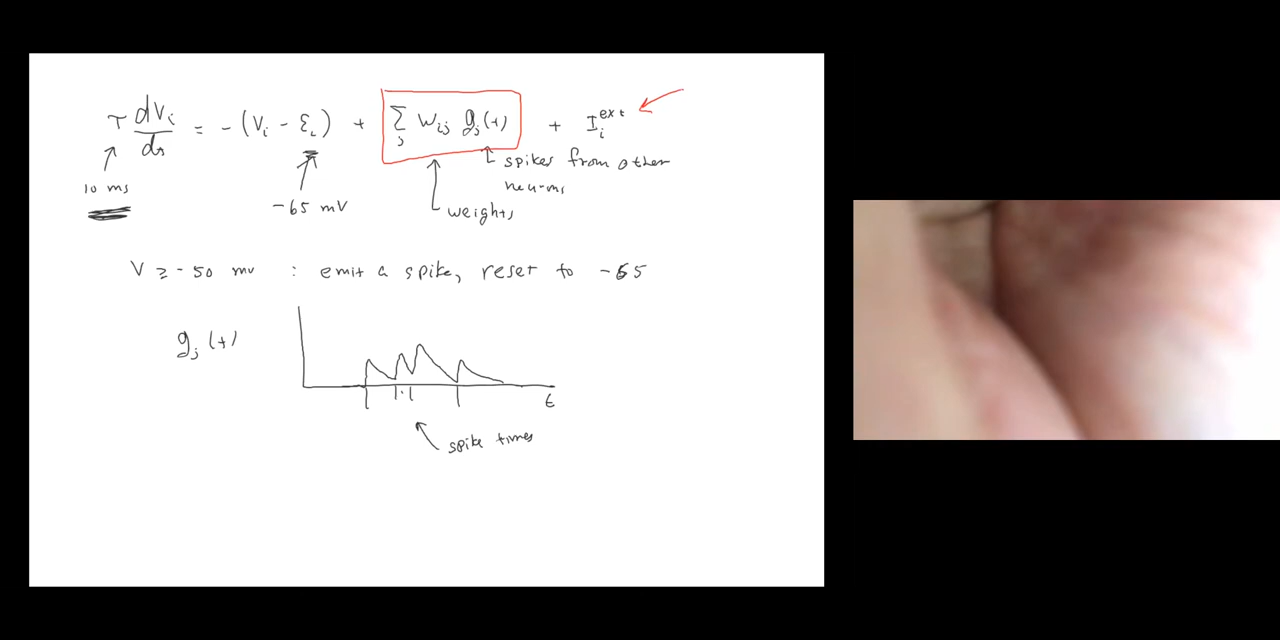 τ dVᵢ/dt = - (Vᵢ - ε_L) + Σⱼ Wᵢⱼ gⱼ(t) + Iᵢᵉˣᵗ
10 ms
-65 mV
weights
spikes from other
neurons
V ≥ -50 mV : emit a spike, reset to -65
gⱼ(t)
t
spike times